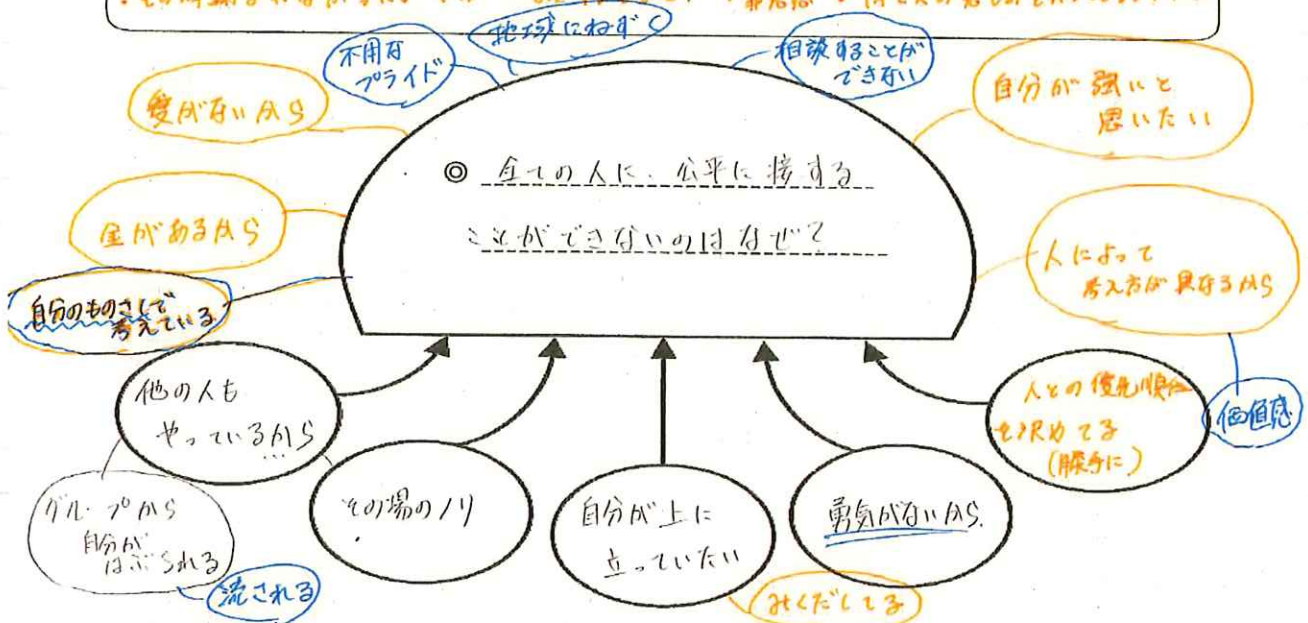 不用な
プライド
地域にねずく
相談することが
できない
愛がないから
自分が強いと
思いたい
◎ 全ての人に、公平に接する
ことができないのはなぜ?
金があるから
人によって
考え方が異なるから
自分のものさしで
考えている
他の人も
やっているから
人との優先順位
を決めてる
(勝手に)
価値感
グループから
自分が
はぶられる
その場のノリ
自分が上に
立っていたい
勇気がないから
流される
みくだしてる